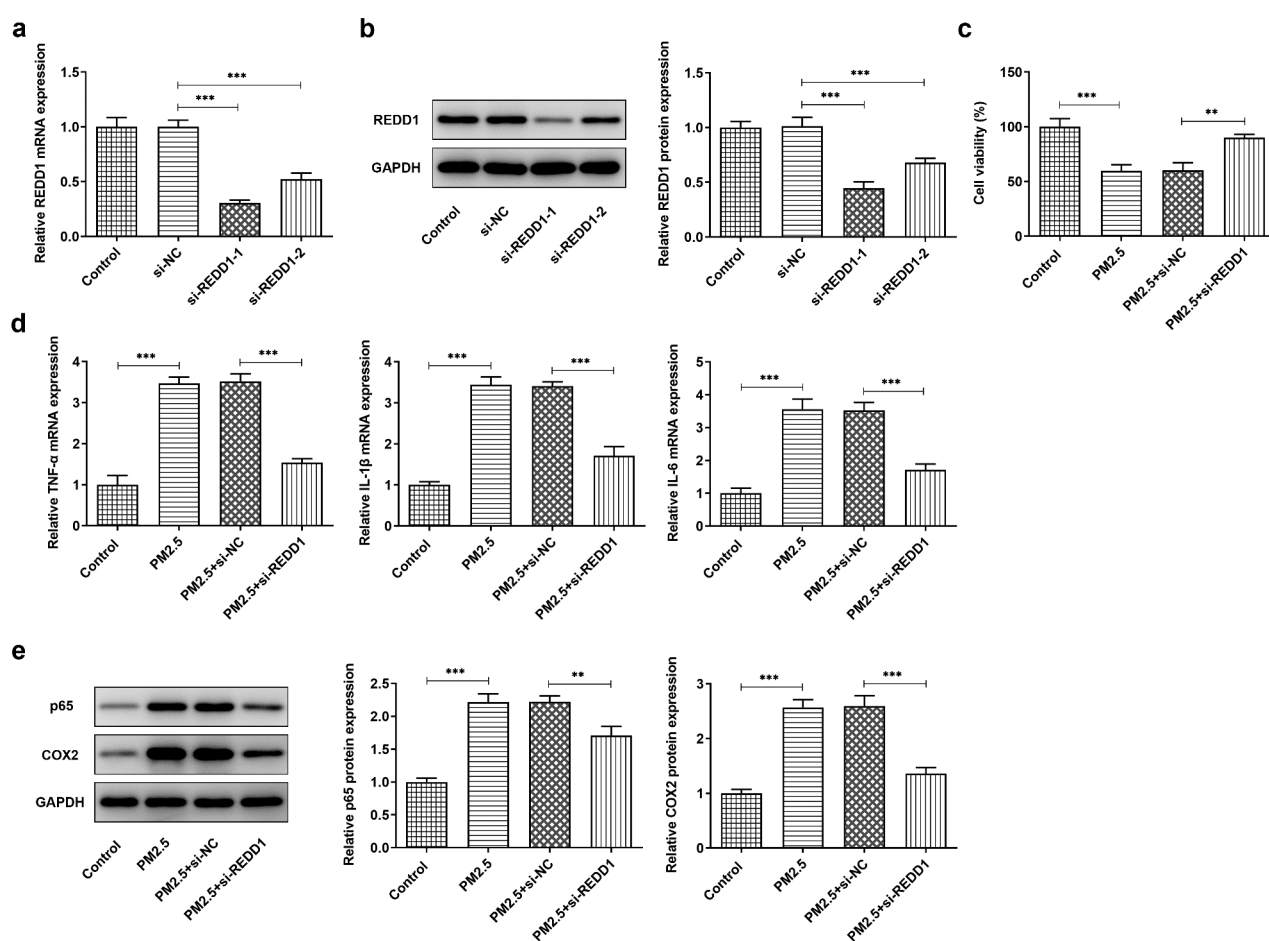 a
Relative REDD1 mRNA expression
1.5
1.0
0.5
0.0
***
***
Control
si-NC
si-REDD1-1
si-REDD1-2
b
REDD1
GAPDH
Control
si-NC
si-REDD1-1
si-REDD1-2
Relative REDD1 protein expression
1.5
1.0
0.5
0.0
***
***
Control
si-NC
si-REDD1-1
si-REDD1-2
c
Cell viability (%)
150
100
50
0
***
**
Control
PM2.5
PM2.5+si-NC
PM2.5+si-REDD1
d
Relative TNF-α mRNA expression
4
3
2
1
0
***
***
Control
PM2.5
PM2.5+si-NC
PM2.5+si-REDD1
Relative IL-1β mRNA expression
4
3
2
1
0
***
***
Control
PM2.5
PM2.5+si-NC
PM2.5+si-REDD1
Relative IL-6 mRNA expression
5
4
3
2
1
0
***
***
Control
PM2.5
PM2.5+si-NC
PM2.5+si-REDD1
e
p65
COX2
GAPDH
Control
PM2.5
PM2.5+si-NC
PM2.5+si-REDD1
Relative p65 protein expression
2.5
2.0
1.5
1.0
0.5
0.0
***
**
Control
PM2.5
PM2.5+si-NC
PM2.5+si-REDD1
Relative COX2 protein expression
3
2
1
0
***
***
Control
PM2.5
PM2.5+si-NC
PM2.5+si-REDD1